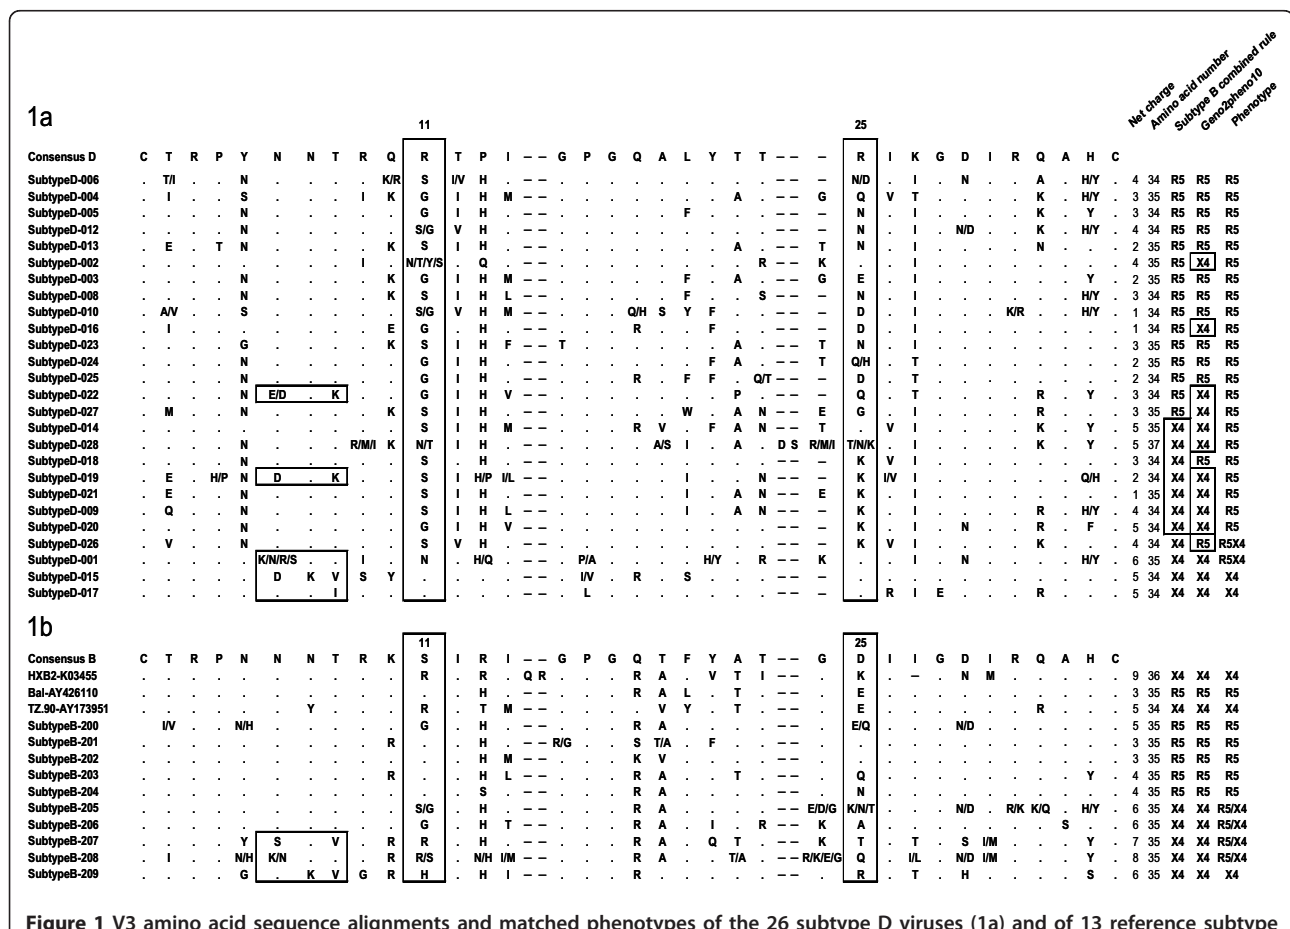 Net charge
Amino acid number
Subtype B combined rule
Geno2pheno10
Phenotype
1a
11 25
Consensus D C T R P Y N N T R Q R T P I – – G P G Q A L Y T T – – – R I K G D I R Q A H C
SubtypeD-006 . T/I . . N . . . . K/R S I/V H . – – . . . . . . . . . – – – N/D . I . N . . A . H/Y . 4 34 R5 R5 R5
SubtypeD-004 . I . . S . . . I K G I H M – – . . . . . . . A . – – G Q V T . . . . K . H/Y . 3 35 R5 R5 R5
SubtypeD-005 . . . . N . . . . . G I H . – – . . . . . F . . . – – – N . I . . . . K . Y . 3 34 R5 R5 R5
SubtypeD-012 . . . . N . . . . . S/G V H . – – . . . . . . . . . – – – N . I . N/D . . K . H/Y . 4 34 R5 R5 R5
SubtypeD-013 . E . T N . . . . K S I H . – – . . . . . . . A . – – T N . I . . . . N . . . 2 35 R5 R5 R5
SubtypeD-002 . . . . . . . . I . N/T/Y/S . Q . – – . . . . . . . . R – – K . . I . . . . . . . . 4 35 R5 X4 R5
SubtypeD-003 . . . . N . . . . K G I H M – – . . . . . F . A . – – G E . I . . . . . . Y . 2 35 R5 R5 R5
SubtypeD-008 . . . . N . . . . K S I H L – – . . . . . F . . S – – – N . I . . . . . . H/Y . 3 34 R5 R5 R5
SubtypeD-010 . A/V . . S . . . . . S/G V H M – – . . . Q/H S Y F . . – – – D . I . . . K/R . . H/Y . 1 34 R5 R5 R5
SubtypeD-016 . I . . . . . . . E G . H . – – . . . R . . F . . – – – D . I . . . . . . . . 1 34 R5 X4 R5
SubtypeD-023 . . . . G . . . . K S I H F – – T . . . . . . A . – – T N . I . . . . . . . . 3 35 R5 R5 R5
SubtypeD-024 . . . . N . . . . . G I H . – – . . . . . . F A . – – T Q/H . T . . . . . . . . 2 35 R5 R5 R5
SubtypeD-025 . . . . N . . . . . G I H . – – . . . R . F F . Q/T – – – D . T . . . . . . . . 2 34 R5 R5 R5
SubtypeD-022 . . . . N E/D . K . . G I H V – – . . . . . . . P . – – – Q . T . . . . R . Y . 3 34 R5 X4 R5
SubtypeD-027 . M . . N . . . . K S I H . – – . . . . . W . A N – – E G . I . . . . R . . . 3 35 R5 X4 R5
SubtypeD-014 . . . . . . . . . . S I H M – – . . . R V . F A N – – T . V I . . . . K . Y . 5 35 X4 X4 R5
SubtypeD-028 . . . . N . . . R/M/I K N/T I H . – – . . . . A/S I . A . D S R/M/I T/N/K . I . . . . K . Y . 5 37 X4 X4 R5
SubtypeD-018 . . . . N . . . . . S . H . – – . . . . . . . . . – – – K V I . . . . . . . . 3 34 X4 R5 R5
SubtypeD-019 . E . H/P N D . K . . S I H/P I/L – – . . . . . I . . N – – – K I/V I . . . . . . Q/H . 2 34 X4 X4 R5
SubtypeD-021 . E . . N . . . . . S I H . – – . . . . . I . A N – – E K . I . . . . . . . . 1 35 X4 X4 R5
SubtypeD-009 . Q . . N . . . . . S I H L – – . . . . . I . A N – – – K . I . . . . R . H/Y . 4 34 X4 X4 R5
SubtypeD-020 . . . . N . . . . . G I H V – – . . . . . . . . . – – – K . I . N . . R . F . 5 34 X4 X4 R5
SubtypeD-026 . V . . N . . . . . S V H . – – . . . . . . . . . – – – K V I . . . . K . . . 4 34 X4 R5 R5X4
SubtypeD-001 . . . . . K/N/R/S . . I . N . H/Q . – – . P/A . . . . H/Y . R – – K . . I . N . . . . H/Y . 6 35 X4 X4 R5X4
SubtypeD-015 . . . . . D K V S Y . . . . – – . I/V . R . S . . . – – – . . . . . . . . . . . 5 34 X4 X4 X4
SubtypeD-017 . . . . . . . I . . . . . . – – . L . . . . . . . – – – . R I E . . . R . . . 5 34 X4 X4 X4
1b
11 25
Consensus B C T R P N N N T R K S I R I – – G P G Q T F Y A T – – G D I I G D I R Q A H C
HXB2-K03455 . . . . . . . . . . R . R . Q R . . . R A . V T I – – . K . – . N M . . . . . 9 36 X4 X4 X4
Bal-AY426110 . . . . . . . . . . . . H . – – . . . R A L . T . – – . E . . . . . . . . . . 3 35 R5 R5 R5
TZ.90-AY173951 . . . . . . Y . . . R . T M – – . . . . V Y . T . – – . E . . . . . . R . . . 5 34 X4 X4 X4
SubtypeB-200 . I/V . . N/H . . . . . G . H . – – . . . R A . . . . – – . E/Q . . . N/D . . . . . . 5 35 R5 R5 R5
SubtypeB-201 . . . . . . . . . R . . H . – – R/G . . S T/A . F . . – – . . . . . . . . . . . . 3 35 R5 R5 R5
SubtypeB-202 . . . . . . . . . . . . H M – – . . . K V . . . . – – . . . . . . . . . . . . 3 35 R5 R5 R5
SubtypeB-203 . . . . . . . . . R . . H L – – . . . R A . . T . – – . Q . . . . . . . . Y . 4 35 R5 R5 R5
SubtypeB-204 . . . . . . . . . . . . S . – – . . . R A . . . . – – . N . . . . . . . . . . 4 35 R5 R5 R5
SubtypeB-205 . . . . . . . . . . S/G . H . – – . . . R A . . . . – – E/D/G K/N/T . . . N/D . R/K K/Q . H/Y . 6 35 X4 X4 R5/X4
SubtypeB-206 . . . . . . . . . . G . H T – – . . . R A . I . R – – K A . . . . . . . S . . 6 35 X4 X4 R5/X4
SubtypeB-207 . . . . Y S . V . R R . H . – – . . . R A . Q T . – – K T . T . S I/M . . . Y . 7 35 X4 X4 R5/X4
SubtypeB-208 . I . . N/H K/N . . . R R/S . N/H I/M – – . . . R A . . T/A . – – R/K/E/G Q . I/L . N/D I/M . . . Y . 8 35 X4 X4 R5/X4
SubtypeB-209 . . . . G . K V G R H . H I – – . . . R . . . . . – – . R . T . H . . . . S . 6 35 X4 X4 X4
Figure 1 V3 amino acid sequence alignments and matched phenotypes of the 26 subtype D viruses (1a) and of 13 reference subtype